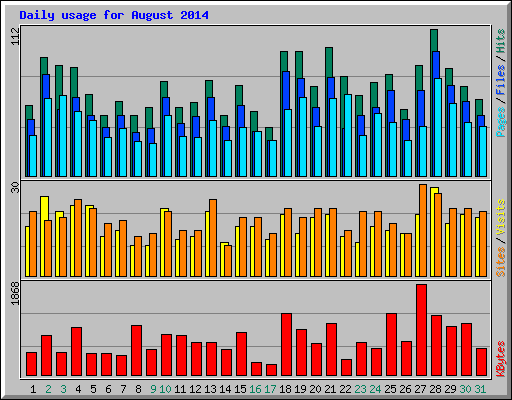 Daily usage for August 2014
112
Pages / Files / Hits
30
Sites / Visits
1868
KBytes
1 2 3 4 5 6 7 8 9 10 11 12 13 14 15 16 17 18 19 20 21 22 23 24 25 26 27 28 29 30 31